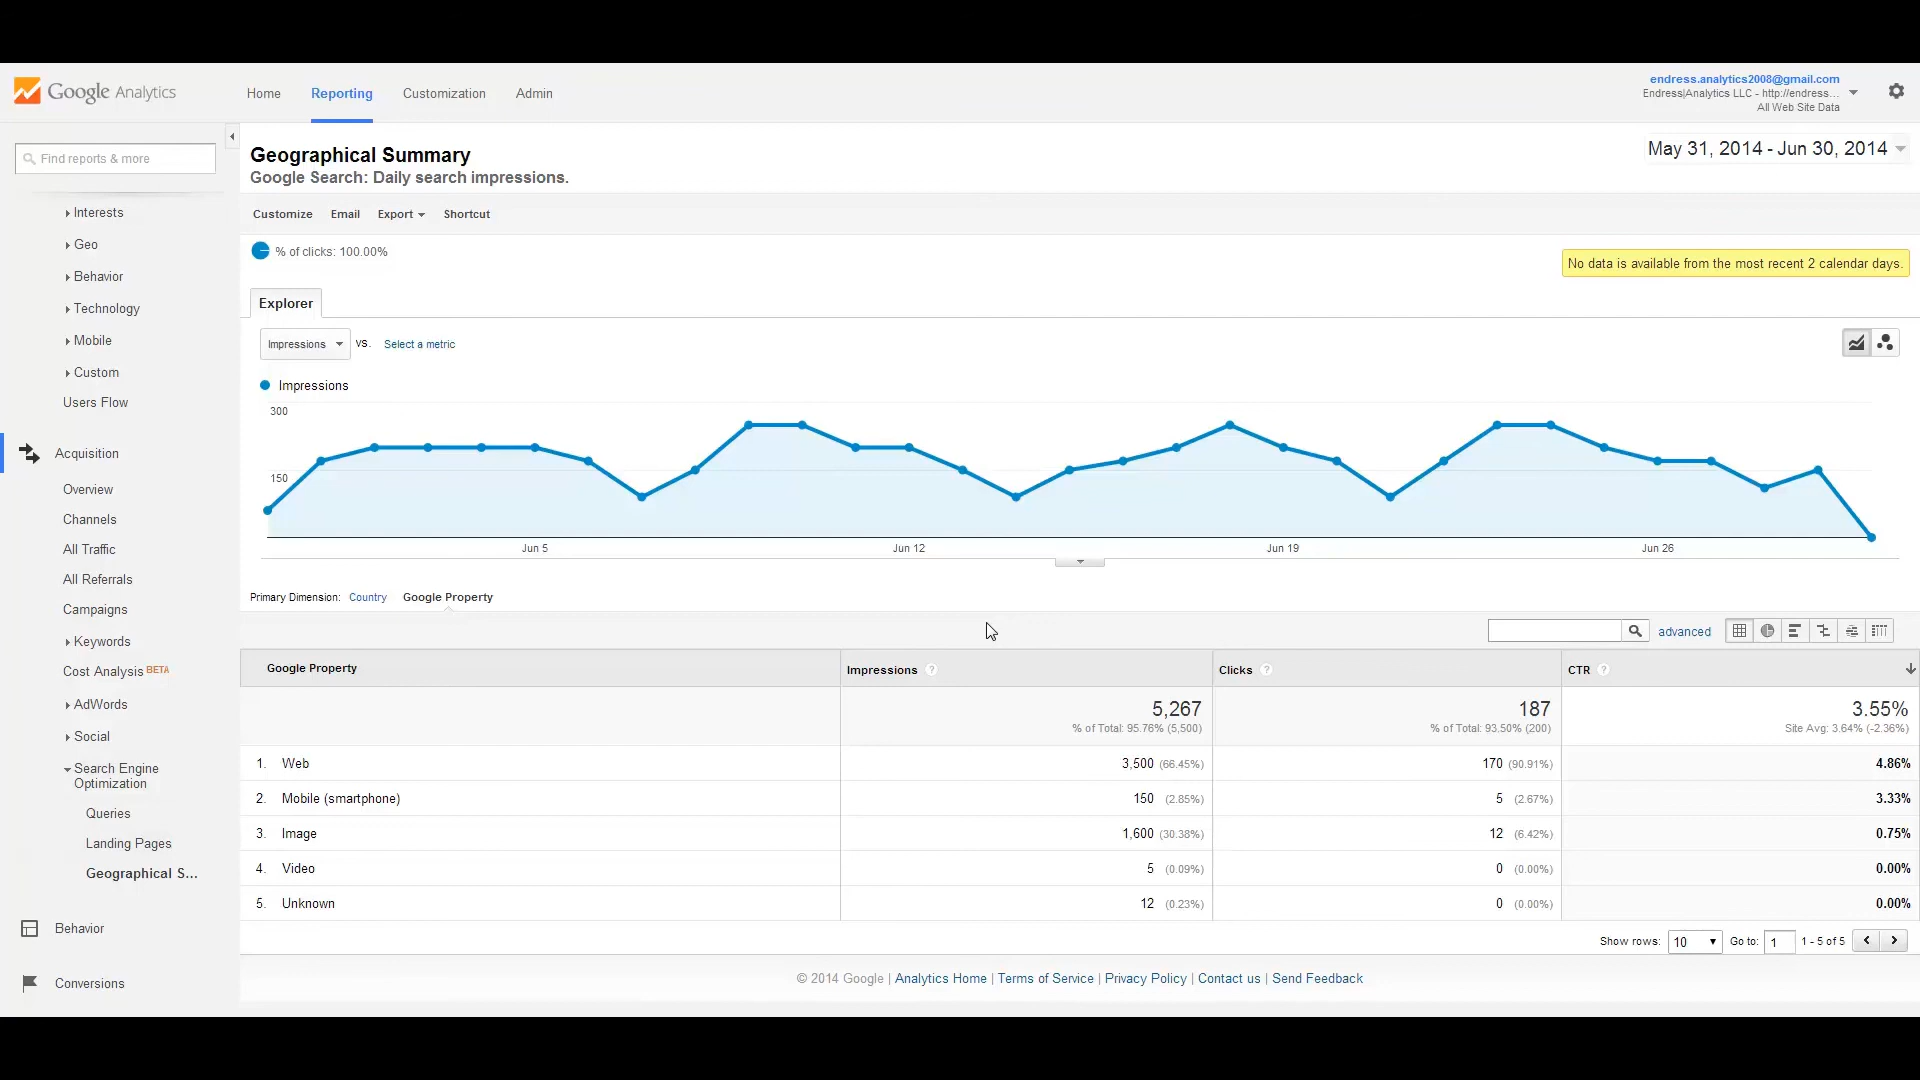 Google Analytics
Home
Reporting
Customization
Admin
endress.analytics2008@gmail.com
Endress|Analytics LLC - http://endress...
All Web Site Data
Find reports & more
Interests
Geo
Behavior
Technology
Mobile
Custom
Users Flow
Acquisition
Overview
Channels
All Traffic
All Referrals
Campaigns
Keywords
Cost Analysis BETA
AdWords
Social
Search Engine
Optimization
Queries
Landing Pages
Geographical S...
Behavior
Conversions
Geographical Summary
Google Search: Daily search impressions.
May 31, 2014 - Jun 30, 2014
Customize Email Export Shortcut
% of clicks: 100.00%
No data is available from the most recent 2 calendar days.
Explorer
Impressions vs. Select a metric
Impressions
300
150
Jun 5 Jun 12 Jun 19 Jun 26
Primary Dimension: Country Google Property
advanced
Google Property Impressions ? Clicks ? CTR ?
5,267 187 3.55%
% of Total: 95.76% (5,500) % of Total: 93.50% (200) Site Avg: 3.64% (-2.36%)
1. Web 3,500 (66.45%) 170 (90.91%) 4.86%
2. Mobile (smartphone) 150 (2.85%) 5 (2.67%) 3.33%
3. Image 1,600 (30.38%) 12 (6.42%) 0.75%
4. Video 5 (0.09%) 0 (0.00%) 0.00%
5. Unknown 12 (0.23%) 0 (0.00%) 0.00%
Show rows: 10 Go to: 1 1 - 5 of 5
© 2014 Google | Analytics Home | Terms of Service | Privacy Policy | Contact us | Send Feedback